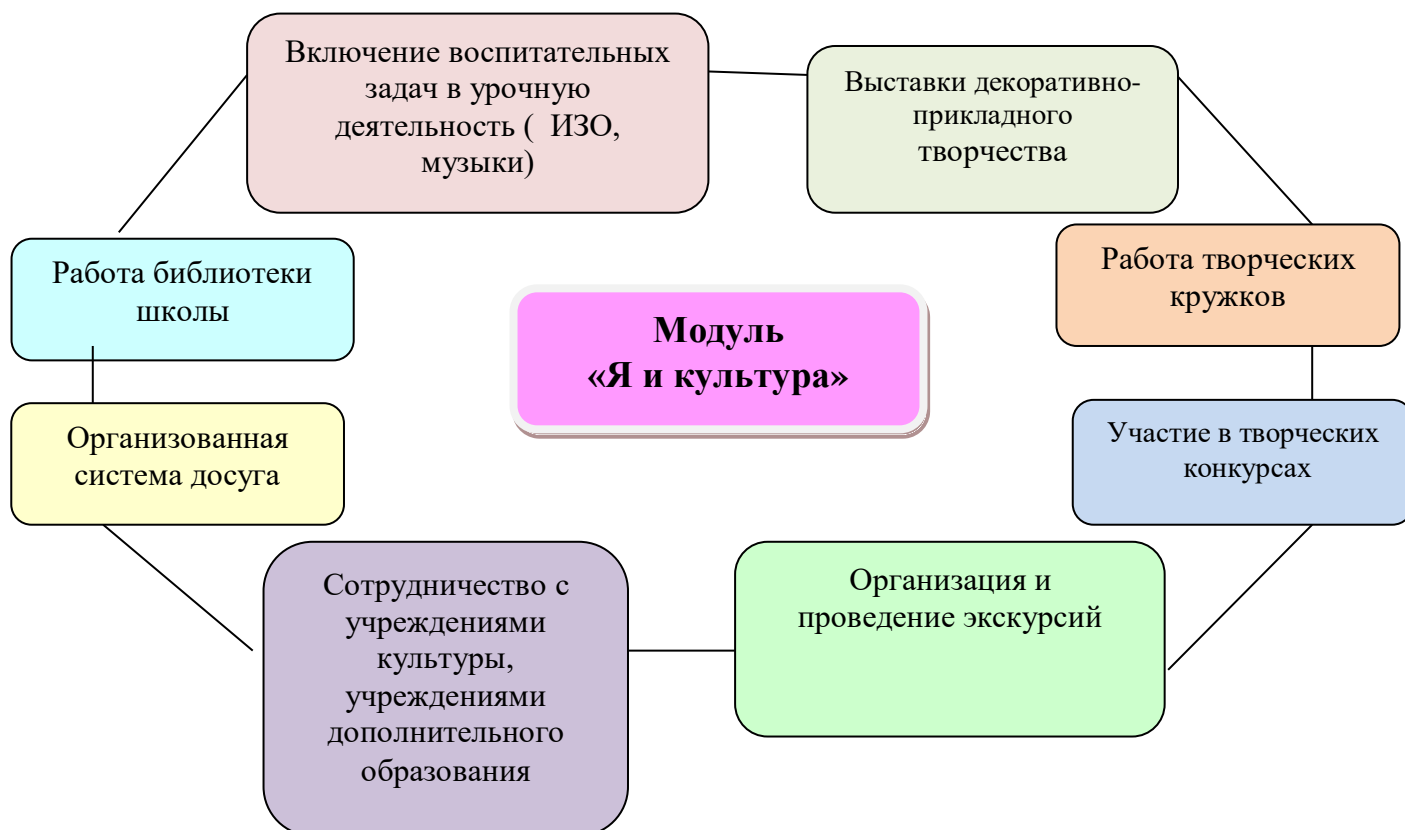 Включение воспитательных
задач в урочную
деятельность (  ИЗО,
музыки)
Выставки декоративно-
прикладного
творчества
Работа библиотеки
школы
Работа творческих
кружков
Модуль
«Я и культура»
Организованная
система досуга
Участие в творческих
конкурсах
Сотрудничество с
учреждениями
культуры,
учреждениями
дополнительного
образования
Организация и
проведение экскурсий